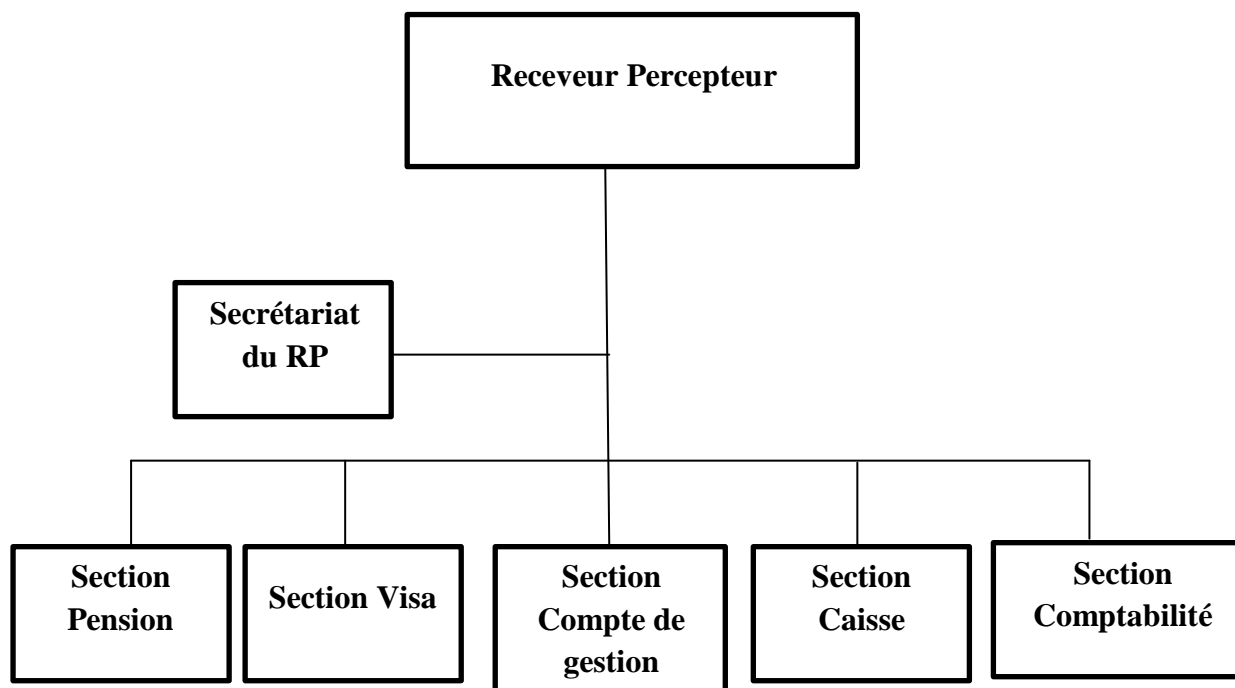 Receveur Percepteur
Secrétariat
du RP
Section
Pension
Section Visa
Section
Compte de
gestion
Section
Caisse
Section
Comptabilité